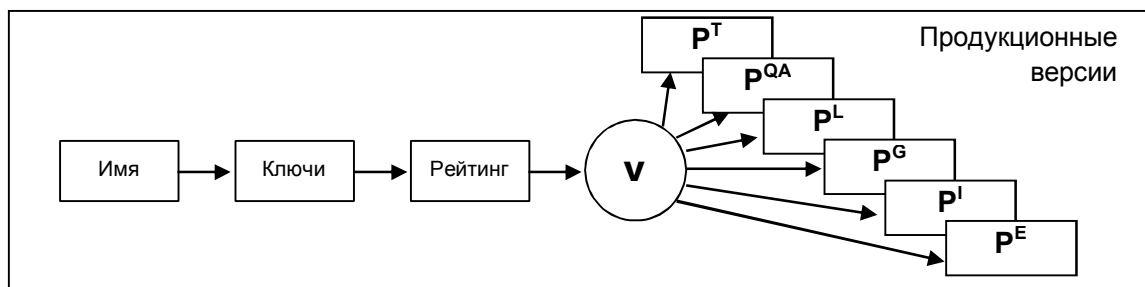 Продукционные
версии
P^T
P^QA
P^L
P^G
P^I
P^E
Имя
Ключи
Рейтинг
v